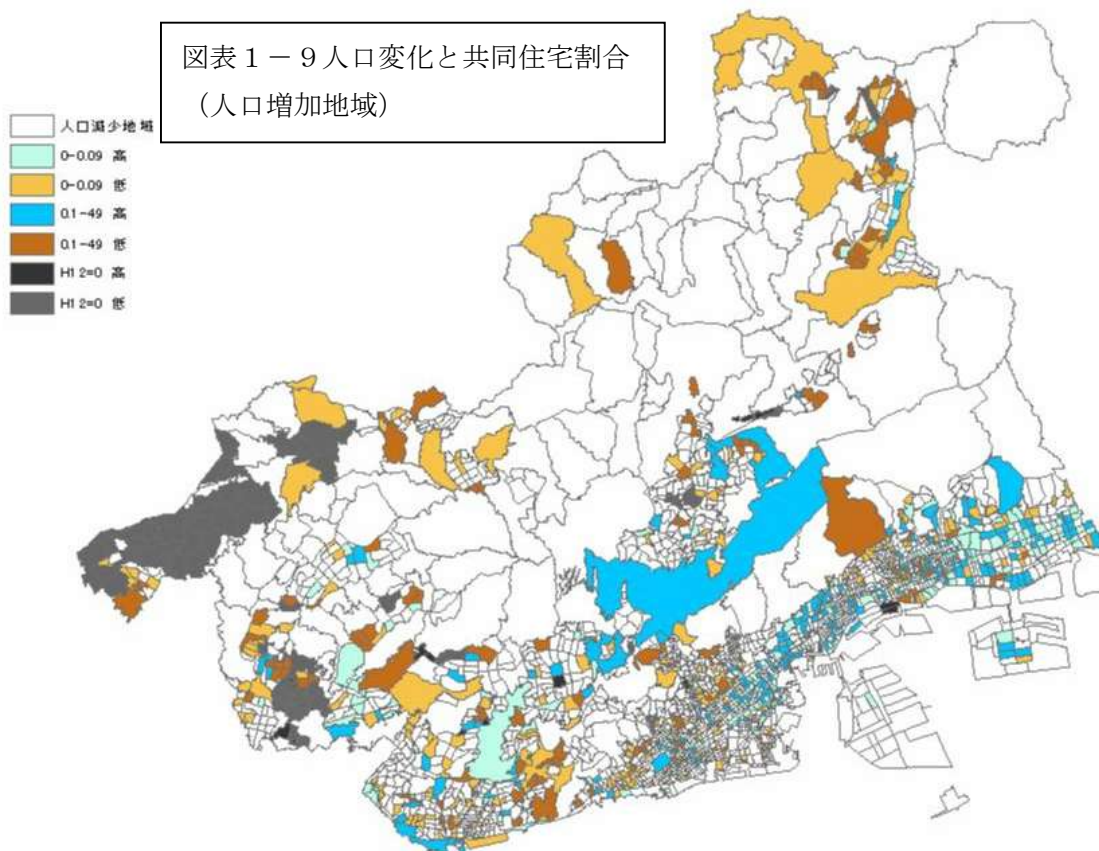 図表１－９人口変化と共同住宅割合
（人口増加地域）
人口減少地域
0-0.09 高
0-0.09 低
0.1-49 高
0.1-49 低
H12=0 高
H12=0 低